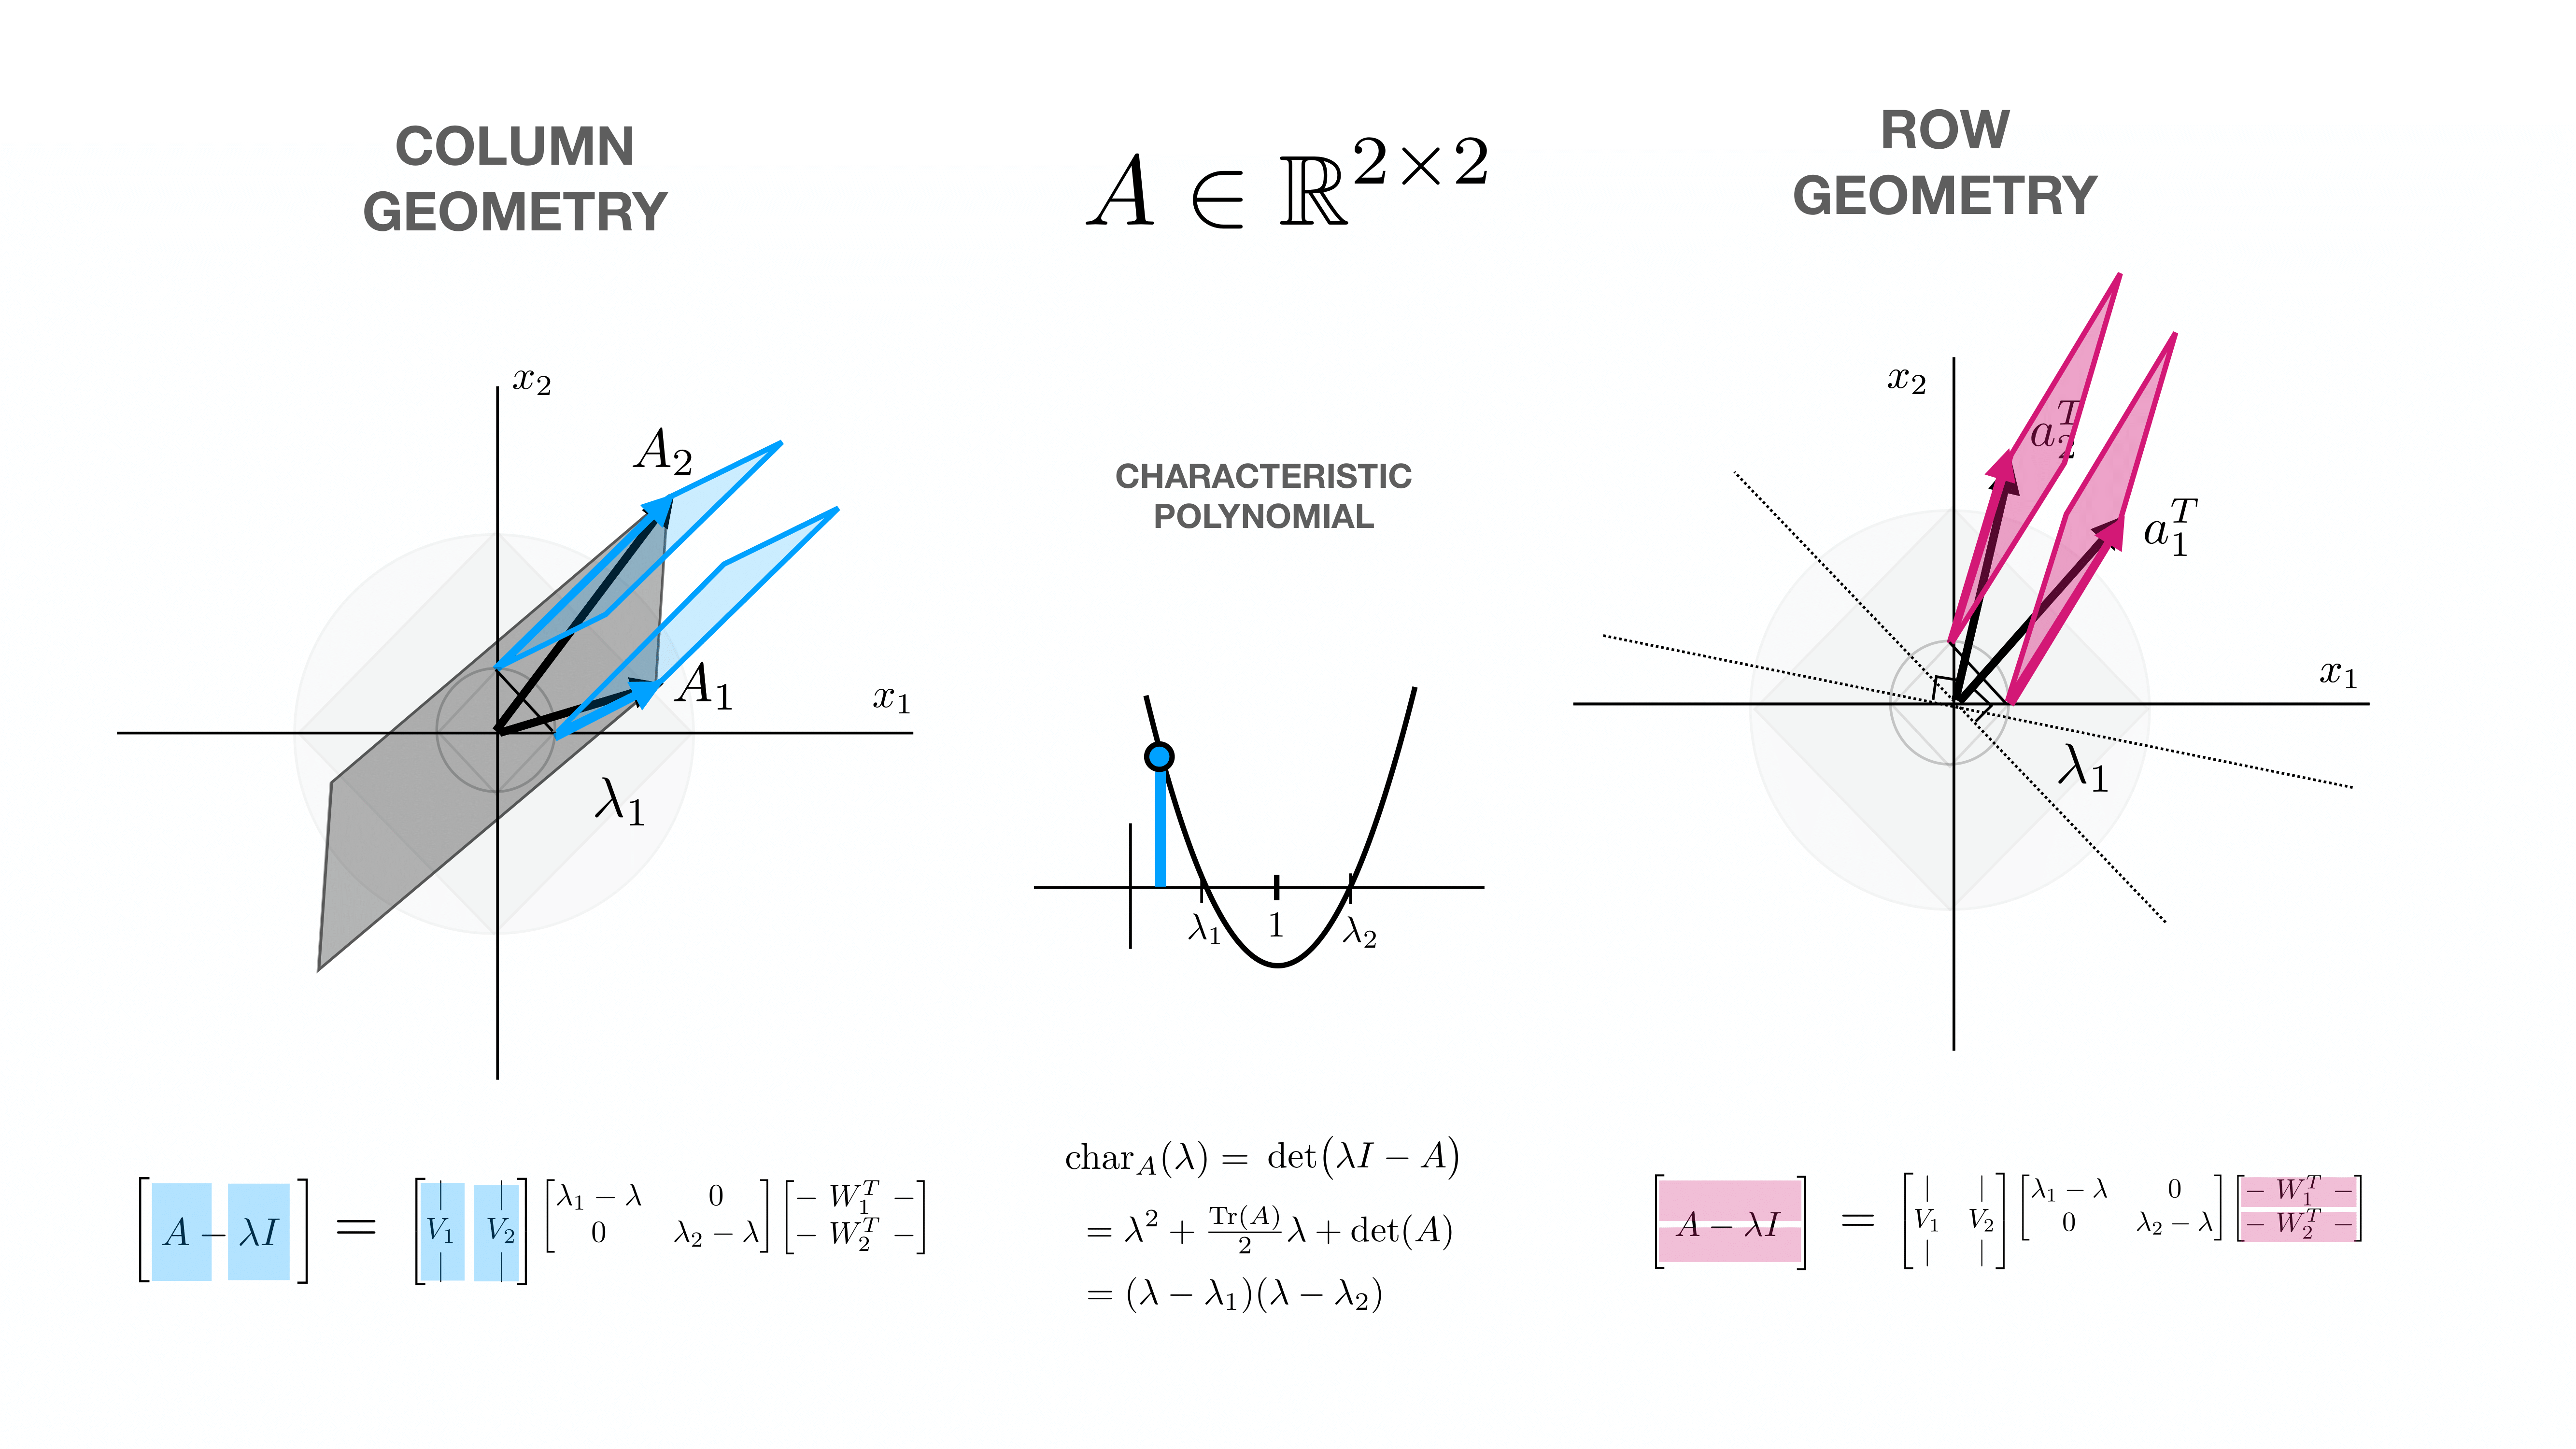 COLUMN
GEOMETRY
A ∈ ℝ^{2×2}
ROW
GEOMETRY
x_2
A_2
A_1
x_1
λ_1
CHARACTERISTIC
POLYNOMIAL
λ_1
1
λ_2
x_2
a_2^T
a_1^T
x_1
λ_1
[A − λI] = [V_1 V_2] [λ_1 − λ 0; 0 λ_2 − λ] [− W_1^T −; − W_2^T −]
char_A(λ) = det(λI − A)
= λ^2 + \frac{Tr(A)}{2}λ + det(A)
= (λ − λ_1)(λ − λ_2)
[A − λI] = [V_1 V_2] [λ_1 − λ 0; 0 λ_2 − λ] [− W_1^T −; − W_2^T −]